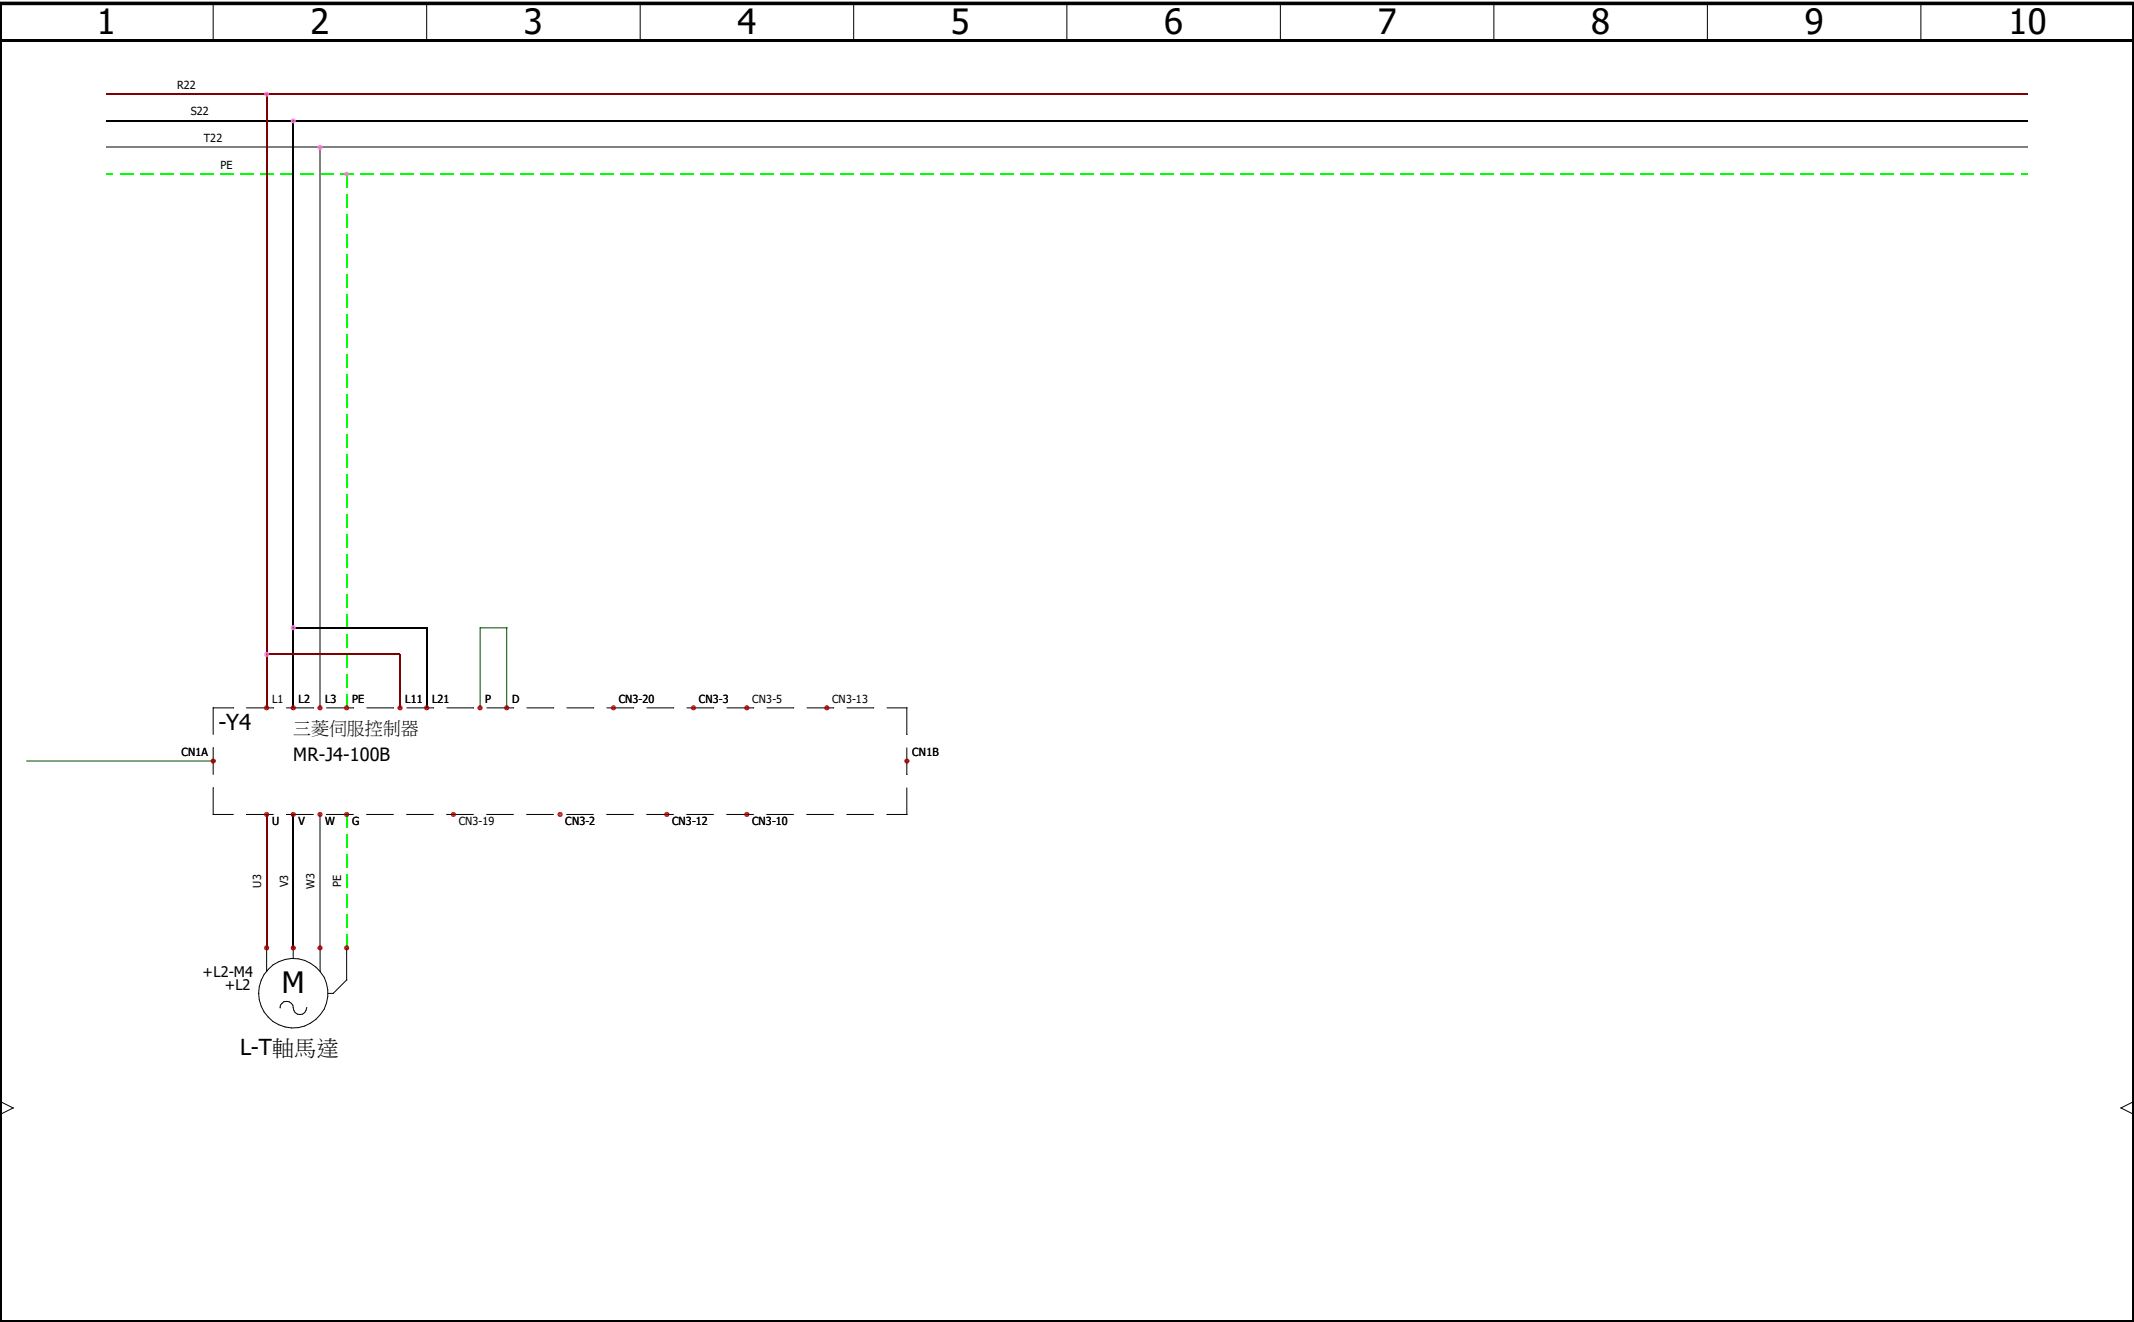 1 2 3 4 5 6 7 8 9 10
R22
S22
T22
PE
L1 L2 L3 PE L11 L21 P D CN3-20 CN3-3 CN3-5 CN3-13
-Y4 三菱伺服控制器
CN1A MR-J4-100B CN1B
U V W G CN3-19 CN3-2 CN3-12 CN3-10
U3 V3 W3 PE
+L2-M4
+L2
M
L-T軸馬達